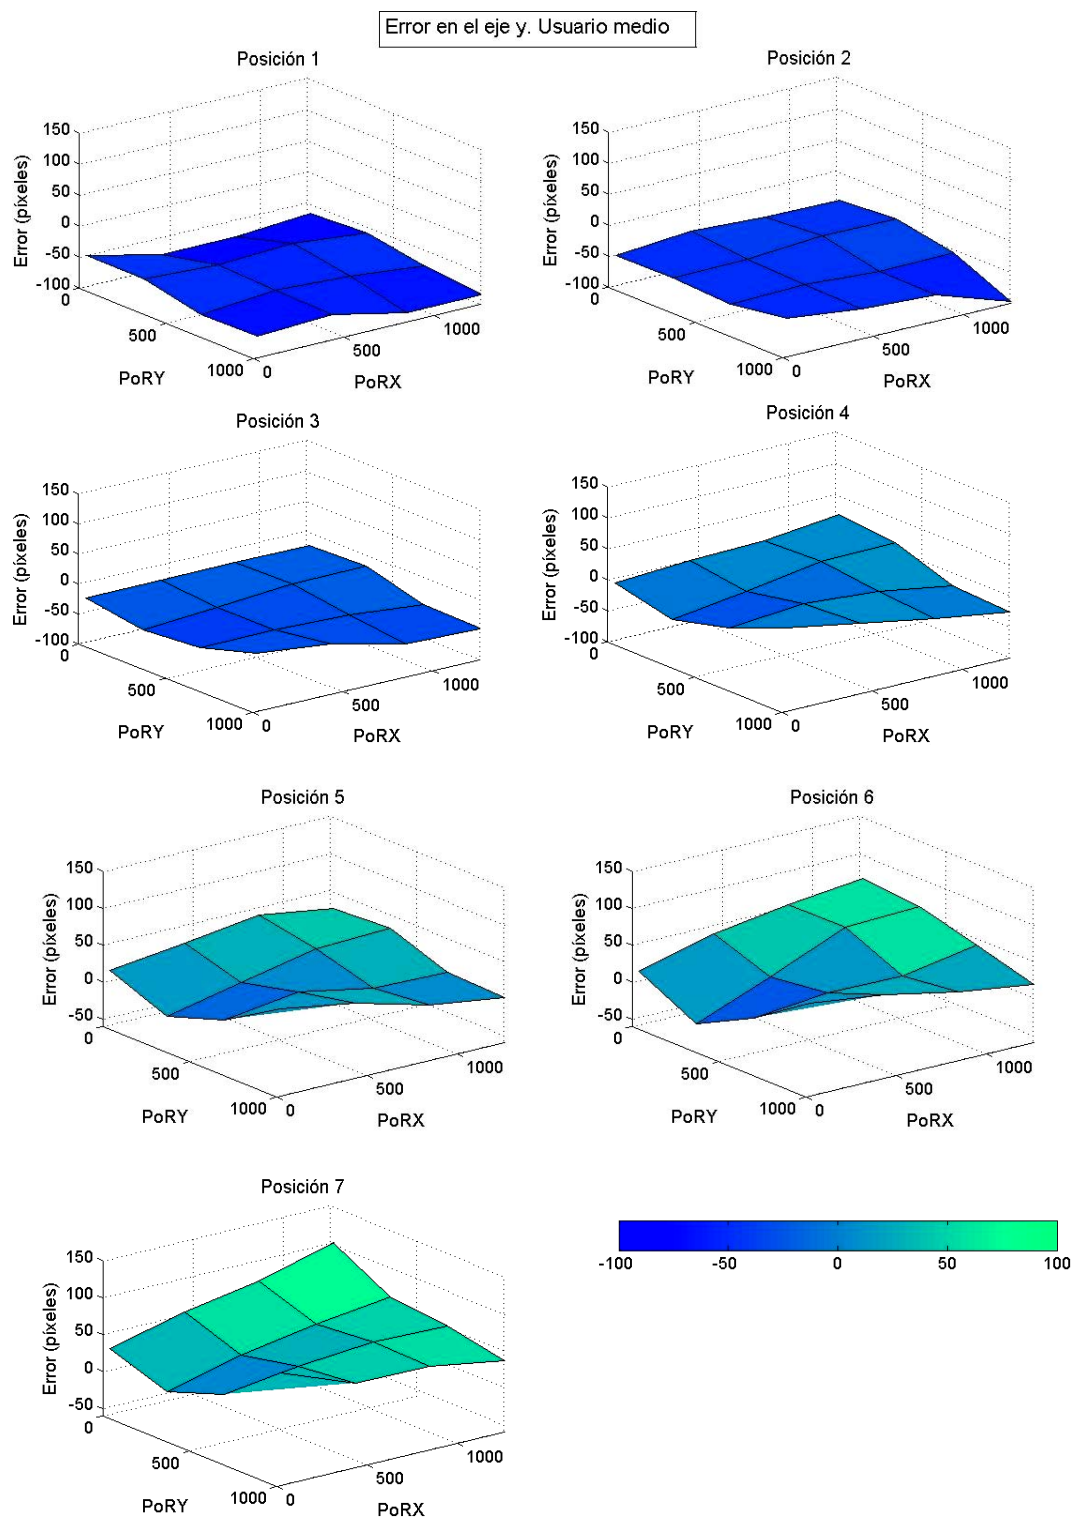 Error en el eje y. Usuario medio
Posición 1
Posición 2
150
100
50
0
-50
-100
Error (píxeles)
0
500
1000
PoRY
0
500
1000
PoRX
150
100
50
0
-50
-100
Error (píxeles)
0
500
1000
PoRY
0
500
1000
PoRX
Posición 3
Posición 4
150
100
50
0
-50
-100
Error (píxeles)
0
500
1000
PoRY
0
500
1000
PoRX
150
100
50
0
-50
-100
Error (píxeles)
0
500
1000
PoRY
0
500
1000
PoRX
Posición 5
Posición 6
150
100
50
0
-50
Error (píxeles)
0
500
1000
PoRY
0
500
1000
PoRX
150
100
50
0
-50
Error (píxeles)
0
500
1000
PoRY
0
500
1000
PoRX
Posición 7
150
100
50
0
-50
Error (píxeles)
0
500
1000
PoRY
0
500
1000
PoRX
-100 -50 0 50 100